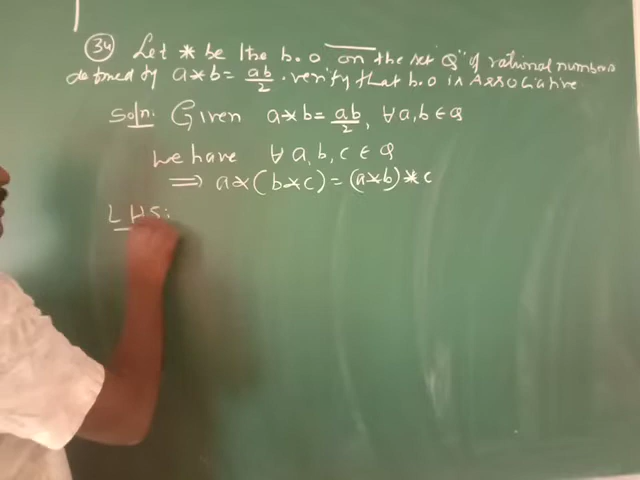 34 Let * be the b.o on the set "Q" of rational numbers
defined by a*b = ab/2. verify that b.o is Associative.
Soln: Given a*b = ab/2, ∀ a,b ∈ Q
We have ∀ a,b,c ∈ Q
⟹ a*(b*c) = (a*b)*c
LHS: